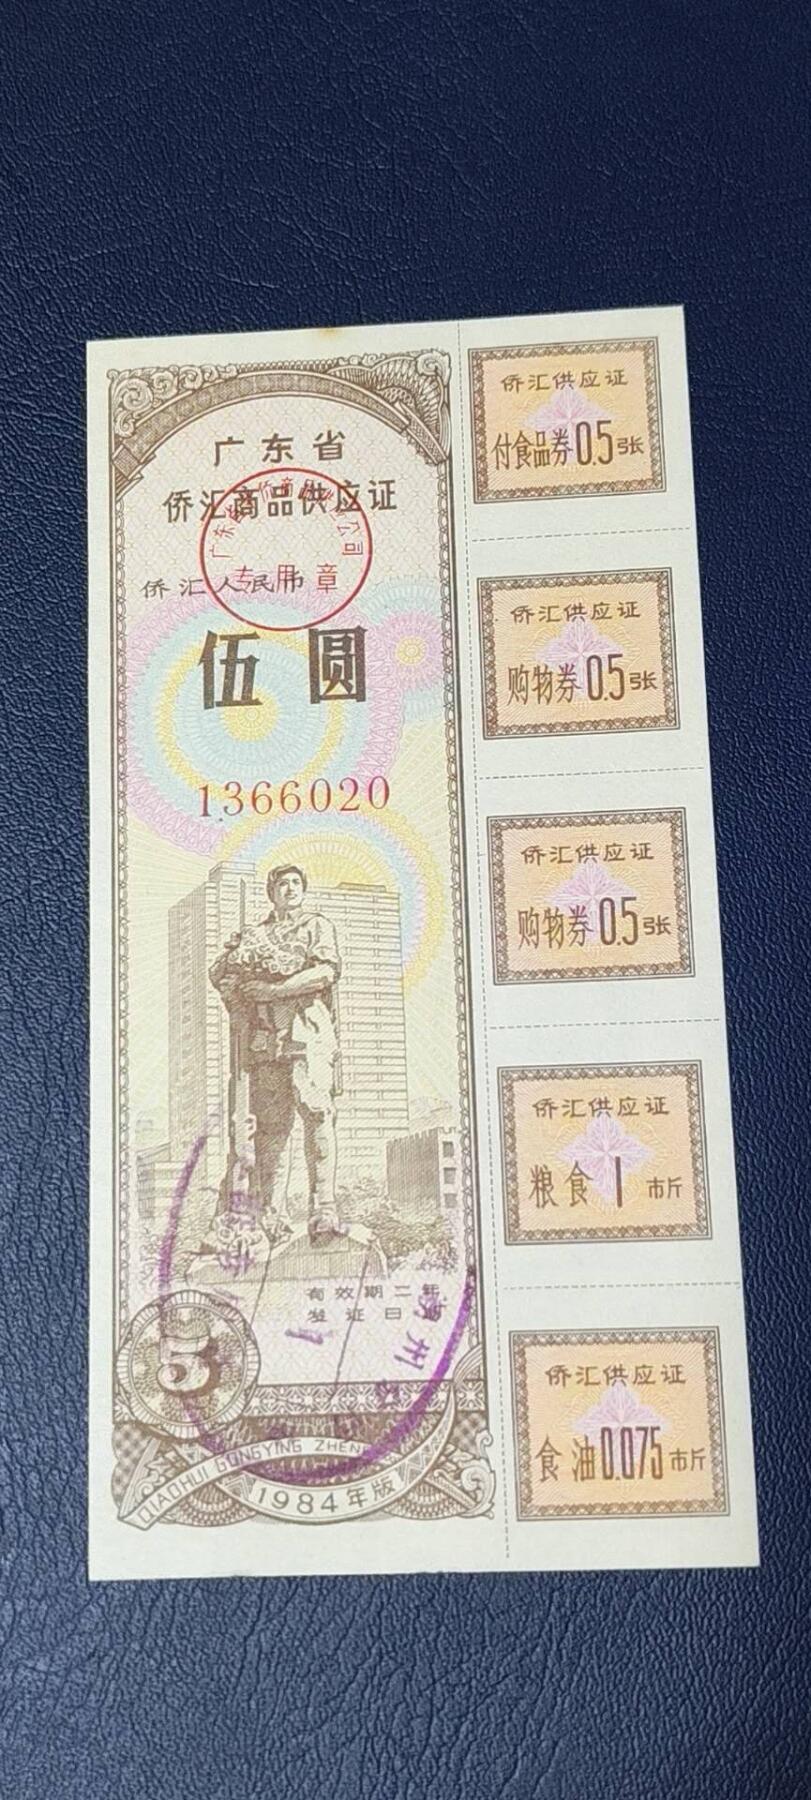 广东省
侨汇商品供应证
侨汇人民币
专用章
伍圆
1366020
有效期二年
发证日期
5
QIAOHUI GONGYING ZHENG
1984年版
侨汇供应证
付食品券0.5张
侨汇供应证
购物券0.5张
侨汇供应证
购物券0.5张
侨汇供应证
粮食1市斤
侨汇供应证
食油0.075市斤